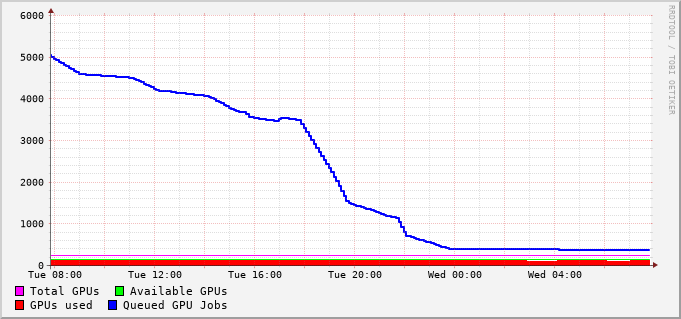 6000
RRDTOOL / TOBI OETIKER
5000
4000
3000
2000
1000
0
Tue 08:00 Tue 12:00 Tue 16:00 Tue 20:00 Wed 00:00 Wed 04:00
Total GPUs Available GPUs
GPUs used Queued GPU Jobs